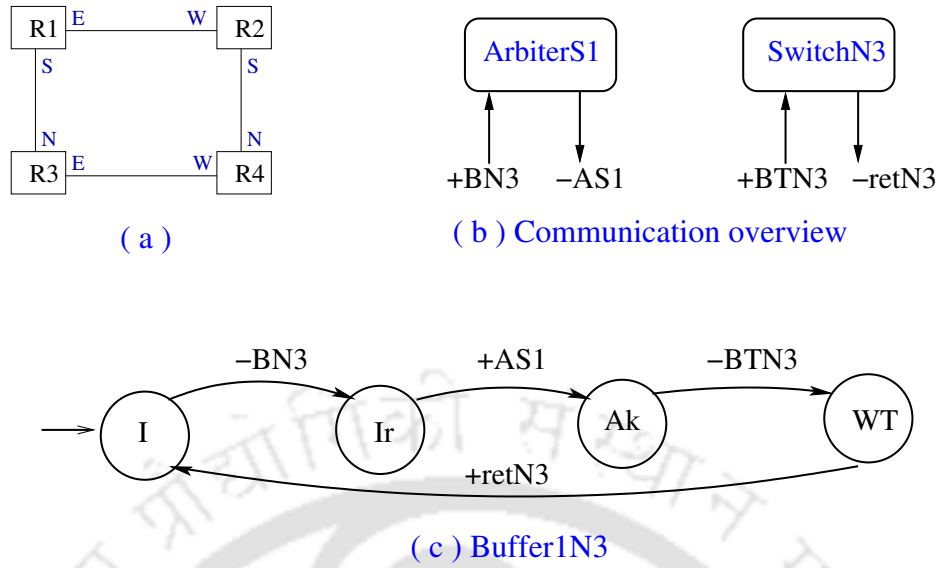 R1 E W R2
S S
N N
R3 E W R4
( a )
ArbiterS1
+BN3 −AS1
SwitchN3
+BTN3 −retN3
( b ) Communication overview
−BN3 +AS1 −BTN3
I Ir Ak WT
+retN3
( c ) Buffer1N3